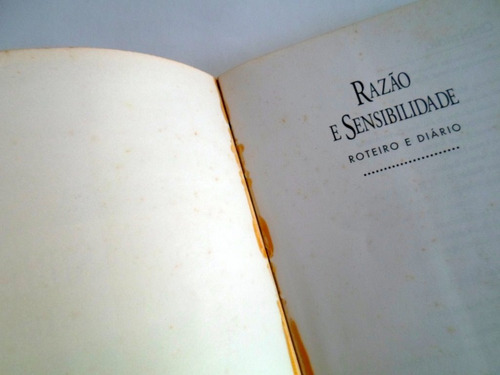 RAZÃO
E SENSIBILIDADE
ROTEIRO E DIÁRIO